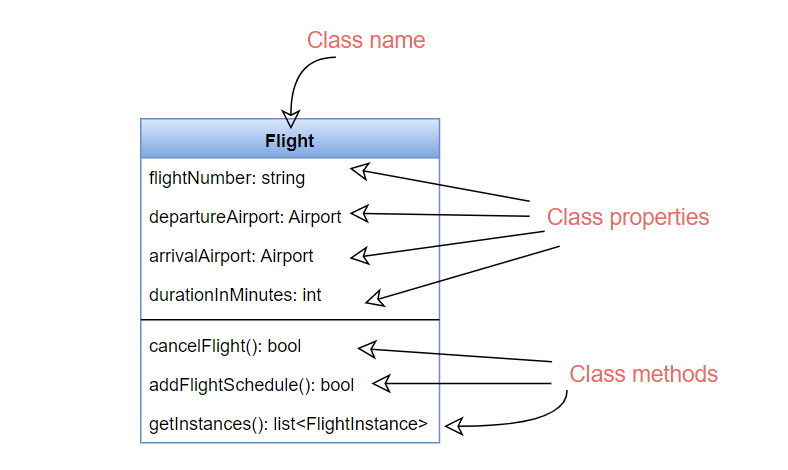 Class name
Flight
flightNumber: string
departureAirport: Airport
arrivalAirport: Airport
durationInMinutes: int
Class properties
cancelFlight(): bool
addFlightSchedule(): bool
getInstances(): list<FlightInstance>
Class methods